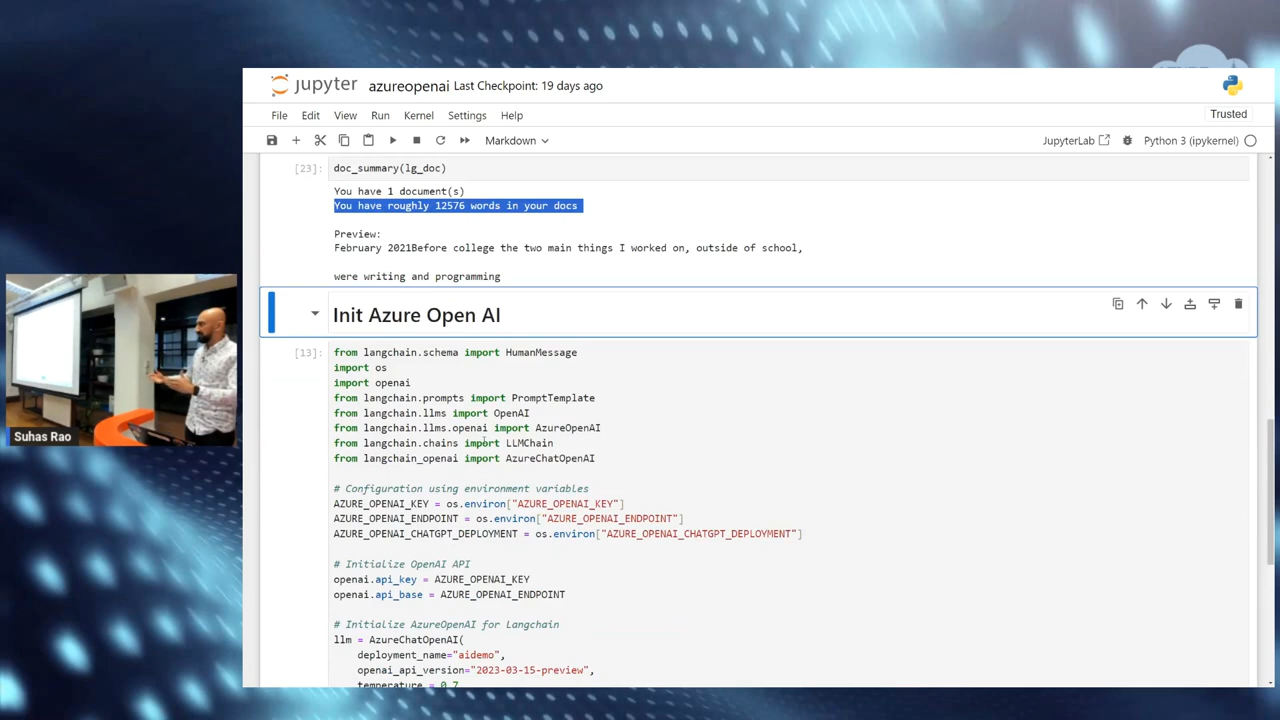 jupyter azureopenai Last Checkpoint: 19 days ago
File Edit View Run Kernel Settings Help
Trusted
Markdown
JupyterLab
Python 3 (ipykernel)
[23]: doc_summary(lg_doc)
You have 1 document(s)
You have roughly 12576 words in your docs
Preview:
February 2021Before college the two main things I worked on, outside of school,
were writing and programming
Init Azure Open AI
[13]: from langchain.schema import HumanMessage
import os
import openai
from langchain.prompts import PromptTemplate
from langchain.llms import OpenAI
from langchain.llms.openai import AzureOpenAI
from langchain.chains import LLMChain
from langchain_openai import AzureChatOpenAI
# Configuration using environment variables
AZURE_OPENAI_KEY = os.environ["AZURE_OPENAI_KEY"]
AZURE_OPENAI_ENDPOINT = os.environ["AZURE_OPENAI_ENDPOINT"]
AZURE_OPENAI_CHATGPT_DEPLOYMENT = os.environ["AZURE_OPENAI_CHATGPT_DEPLOYMENT"]
# Initialize OpenAI API
openai.api_key = AZURE_OPENAI_KEY
openai.api_base = AZURE_OPENAI_ENDPOINT
# Initialize AzureOpenAI for Langchain
llm = AzureChatOpenAI(
deployment_name="aidemo",
openai_api_version="2023-03-15-preview",
temperature = 0.7
Suhas Rao